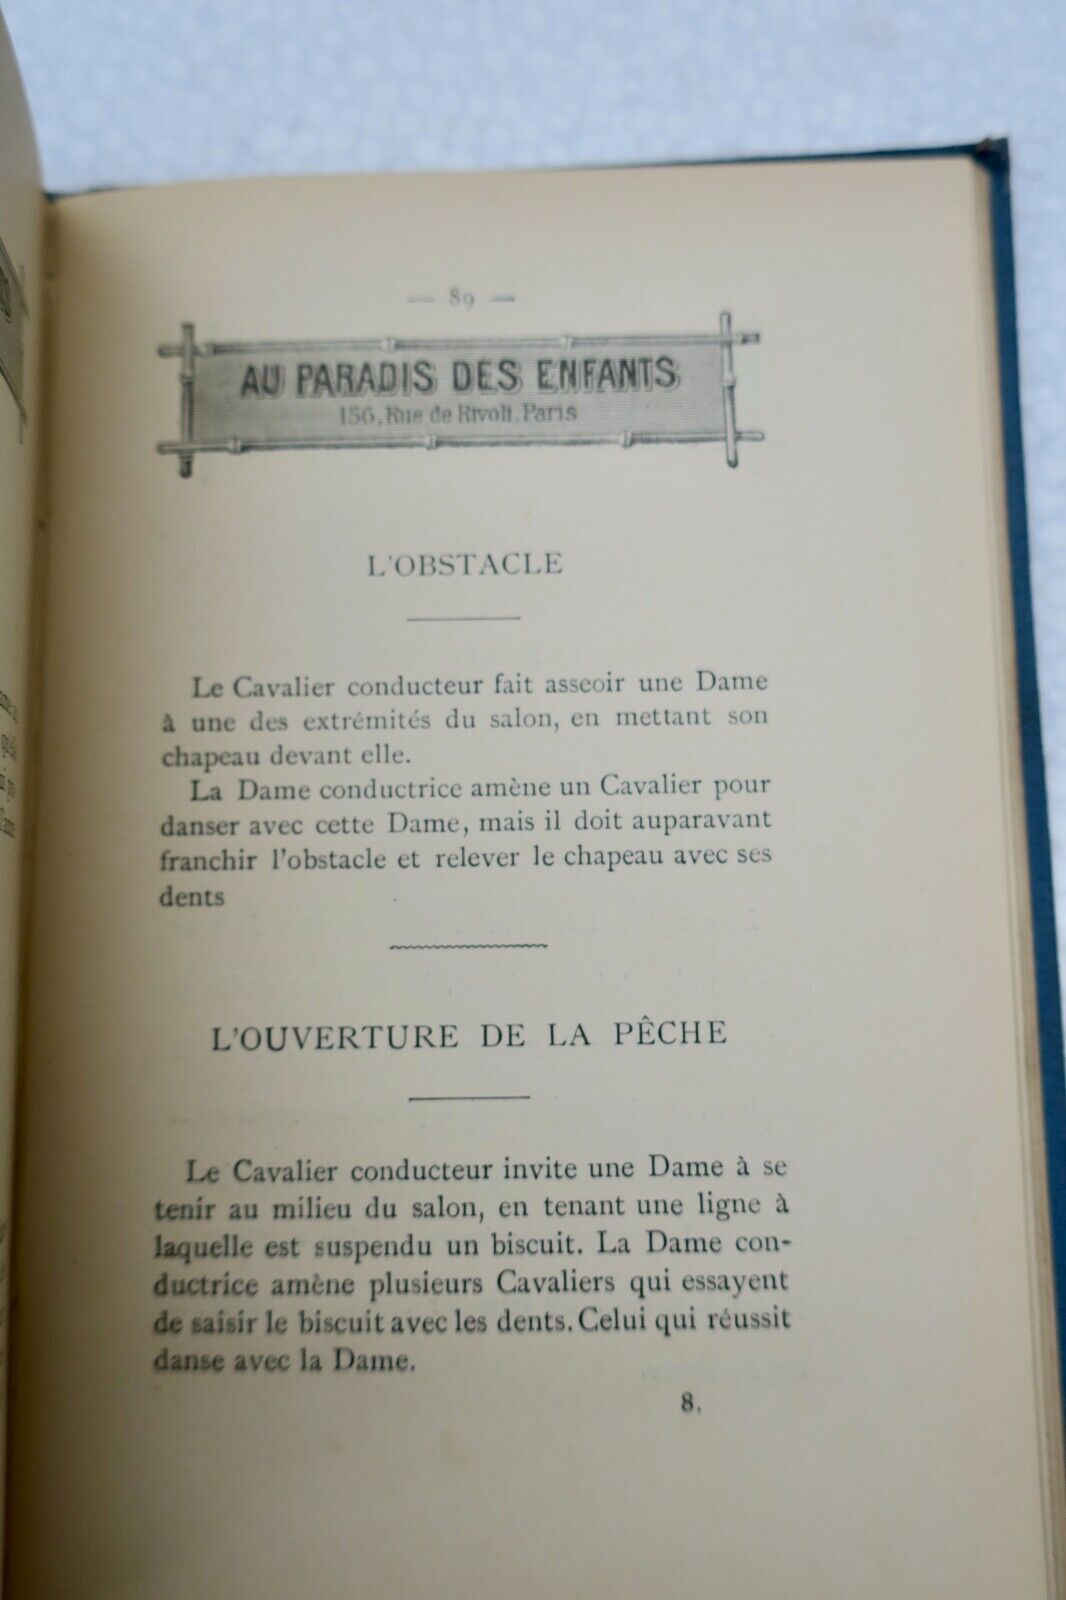 — 89 —
AU PARADIS DES ENFANTS
156, Rue de Rivoli, Paris
L'OBSTACLE
Le Cavalier conducteur fait asseoir une Dame
à une des extrémités du salon, en mettant son
chapeau devant elle.
La Dame conductrice amène un Cavalier pour
danser avec cette Dame, mais il doit auparavant
franchir l'obstacle et relever le chapeau avec ses
dents
L'OUVERTURE DE LA PÊCHE
Le Cavalier conducteur invite une Dame à se
tenir au milieu du salon, en tenant une ligne à
laquelle est suspendu un biscuit. La Dame con-
ductrice amène plusieurs Cavaliers qui essayent
de saisir le biscuit avec les dents. Celui qui réussit
danse avec la Dame.
8.